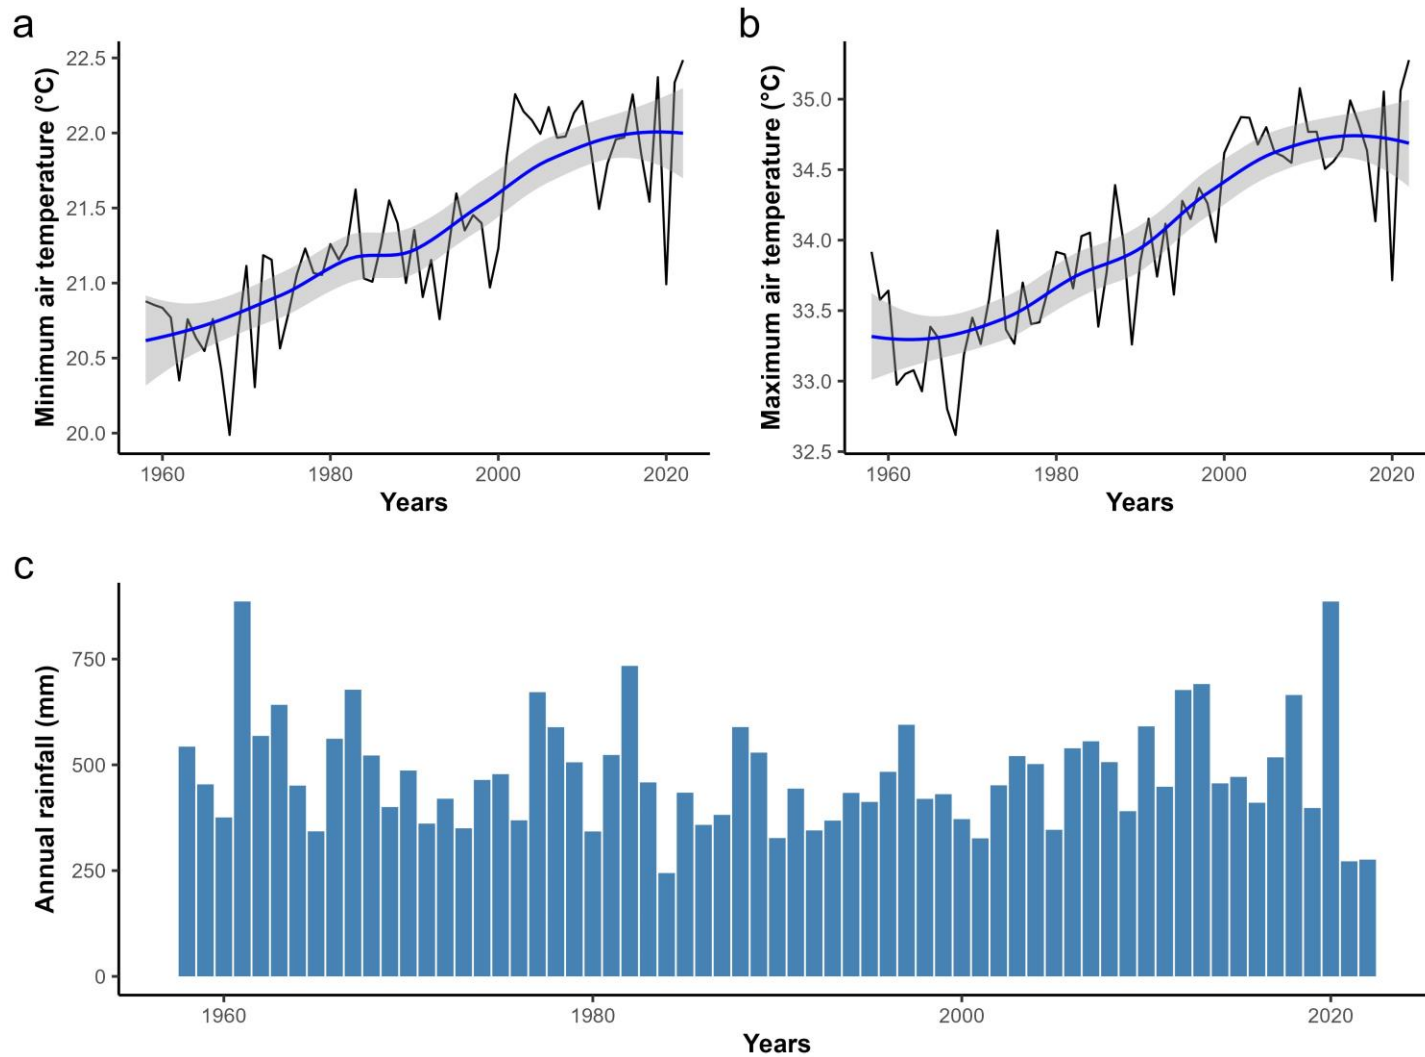 a
Minimum air temperature (°C)
22.5
22.0
21.5
21.0
20.5
20.0
1960 1980 2000 2020
Years
b
Maximum air temperature (°C)
35.0
34.5
34.0
33.5
33.0
32.5
1960 1980 2000 2020
Years
c
Annual rainfall (mm)
750
500
250
0
1960 1980 2000 2020
Years